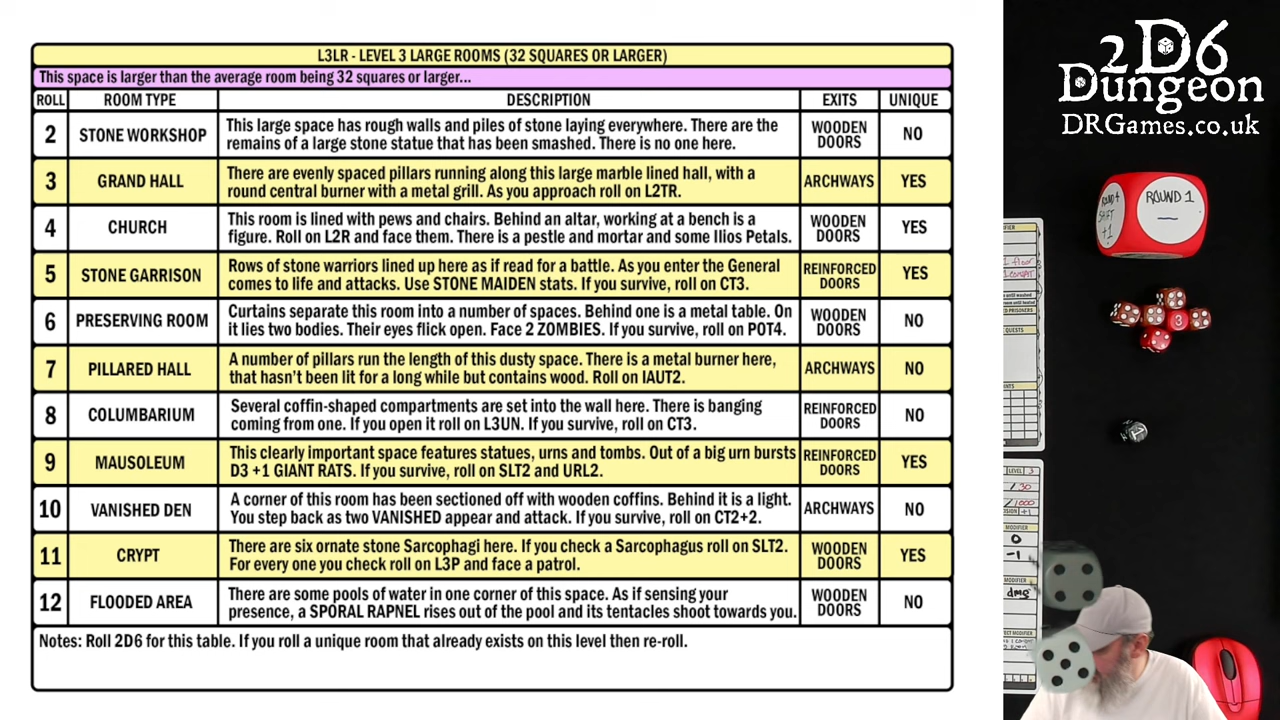 L3LR - LEVEL 3 LARGE ROOMS (32 SQUARES OR LARGER)
This space is larger than the average room being 32 squares or larger...
ROLL ROOM TYPE DESCRIPTION EXITS UNIQUE
2 STONE WORKSHOP This large space has rough walls and piles of stone laying everywhere. There are the
remains of a large stone statue that has been smashed. There is no one here. WOODEN
DOORS NO
3 GRAND HALL There are evenly spaced pillars running along this large marble lined hall, with a
round central burner with a metal grill. As you approach roll on L2TR. ARCHWAYS YES
4 CHURCH This room is lined with pews and chairs. Behind an altar, working at a bench is a
figure. Roll on L2R and face them. There is a pestle and mortar and some Ilios Petals. WOODEN
DOORS YES
5 STONE GARRISON Rows of stone warriors lined up here as if read for a battle. As you enter the General
comes to life and attacks. Use STONE MAIDEN stats. If you survive, roll on CT3. REINFORCED
DOORS YES
6 PRESERVING ROOM Curtains separate this room into a number of spaces. Behind one is a metal table. On
it lies two bodies. Their eyes flick open. Face 2 ZOMBIES. If you survive, roll on POT4. WOODEN
DOORS NO
7 PILLARED HALL A number of pillars run the length of this dusty space. There is a metal burner here,
that hasn't been lit for a long while but contains wood. Roll on IAUT2. ARCHWAYS NO
8 COLUMBARIUM Several coffin-shaped compartments are set into the wall here. There is banging
coming from one. If you open it roll on L3UN. If you survive, roll on CT3. REINFORCED
DOORS NO
9 MAUSOLEUM This clearly important space features statues, urns and tombs. Out of a big urn bursts
D3 +1 GIANT RATS. If you survive, roll on SLT2 and URL2. REINFORCED
DOORS YES
10 VANISHED DEN A corner of this room has been sectioned off with wooden coffins. Behind it is a light.
You step back as two VANISHED appear and attack. If you survive, roll on CT2+2. ARCHWAYS NO
11 CRYPT There are six ornate stone Sarcophagi here. If you check a Sarcophagus roll on SLT2.
For every one you check roll on L3P and face a patrol. WOODEN
DOORS YES
12 FLOODED AREA There are some pools of water in one corner of this space. As if sensing your
presence, a SPORAL RAPNEL rises out of the pool and its tentacles shoot towards you. WOODEN
DOORS NO
Notes: Roll 2D6 for this table. If you roll a unique room that already exists on this level then re-roll.
2D6
Dungeon
DRGames.co.uk
ROUND 4
SHIFT
+1
ROUND 1
3
QUESTS
LEVEL 3
/ 30
/ 1000
+1
MODIFIER
0
-1
MODIFIER
dmg